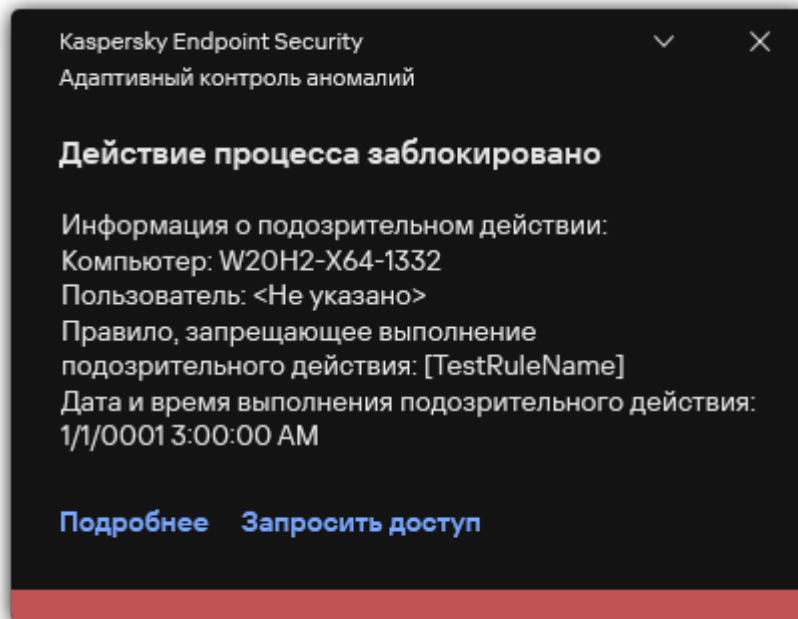 Kaspersky Endpoint Security
Адаптивный контроль аномалий
Действие процесса заблокировано
Информация о подозрительном действии:
Компьютер: W20H2-X64-1332
Пользователь: <Не указано>
Правило, запрещающее выполнение
подозрительного действия: [TestRuleName]
Дата и время выполнения подозрительного действия:
1/1/0001 3:00:00 AM
Подробнее Запросить доступ